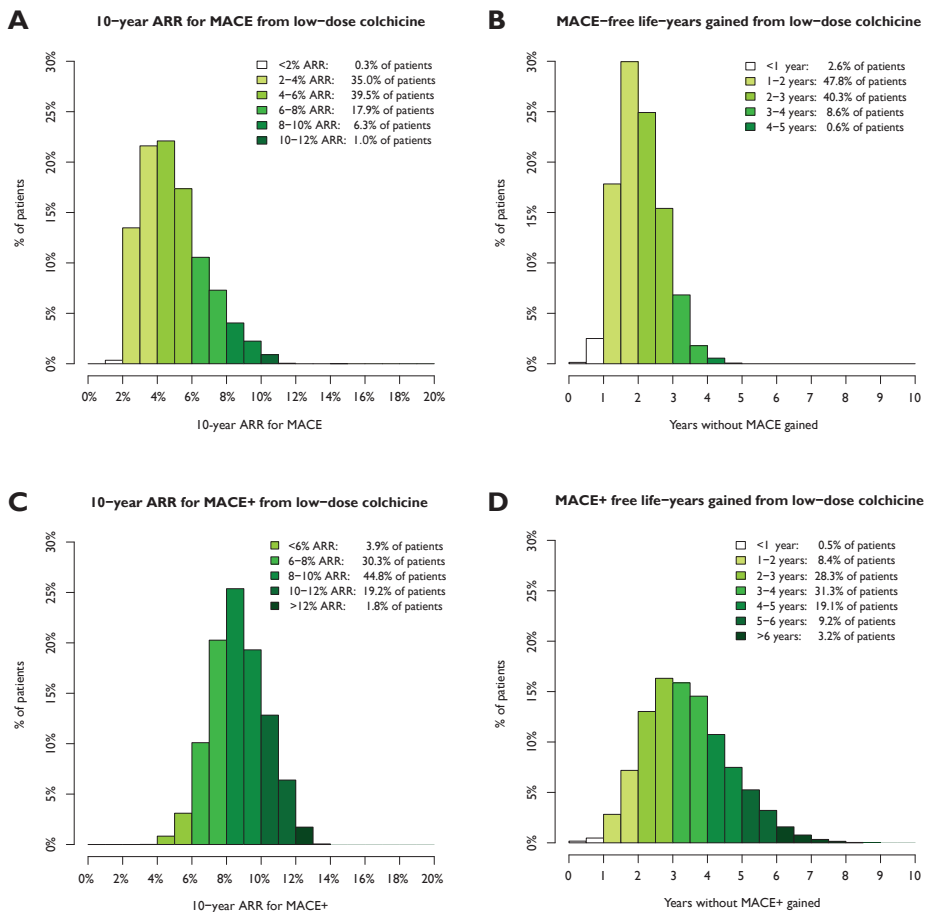 A
10-year ARR for MACE from low−dose colchicine
<2% ARR: 0.3% of patients
2−4% ARR: 35.0% of patients
4−6% ARR: 39.5% of patients
6−8% ARR: 17.9% of patients
8−10% ARR: 6.3% of patients
10−12% ARR: 1.0% of patients
% of patients
30%
25%
20%
15%
10%
5%
0%
0% 2% 4% 6% 8% 10% 12% 14% 16% 18% 20%
10-year ARR for MACE
B
MACE−free life−years gained from low−dose colchicine
<1 year: 2.6% of patients
1−2 years: 47.8% of patients
2−3 years: 40.3% of patients
3−4 years: 8.6% of patients
4−5 years: 0.6% of patients
% of patients
30%
25%
20%
15%
10%
5%
0%
0 1 2 3 4 5 6 7 8 9 10
Years without MACE gained
C
10−year ARR for MACE+ from low−dose colchicine
<6% ARR: 3.9% of patients
6−8% ARR: 30.3% of patients
8−10% ARR: 44.8% of patients
10−12% ARR: 19.2% of patients
>12% ARR: 1.8% of patients
% of patients
30%
25%
20%
15%
10%
5%
0%
0% 2% 4% 6% 8% 10% 12% 14% 16% 18% 20%
10−year ARR for MACE+
D
MACE+ free life−years gained from low−dose colchicine
<1 year: 0.5% of patients
1−2 years: 8.4% of patients
2−3 years: 28.3% of patients
3−4 years: 31.3% of patients
4−5 years: 19.1% of patients
5−6 years: 9.2% of patients
>6 years: 3.2% of patients
% of patients
30%
25%
20%
15%
10%
5%
0%
0 1 2 3 4 5 6 7 8 9 10
Years without MACE+ gained